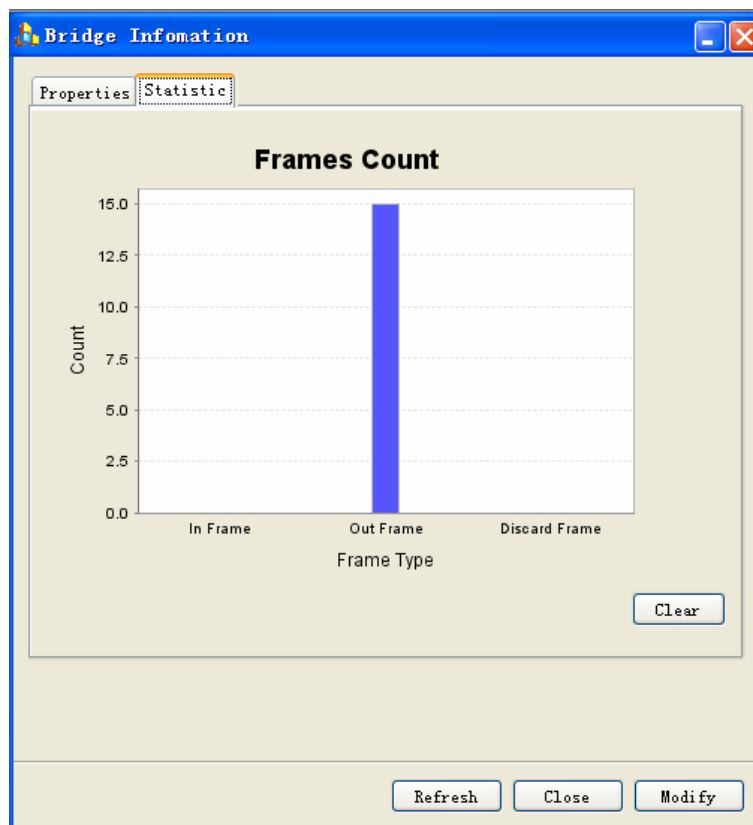 Bridge Infomation
Properties Statistic
Frames Count
15.0
12.5
10.0
7.5
5.0
2.5
0.0
Count
In Frame Out Frame Discard Frame
Frame Type
Clear
Refresh Close Modify